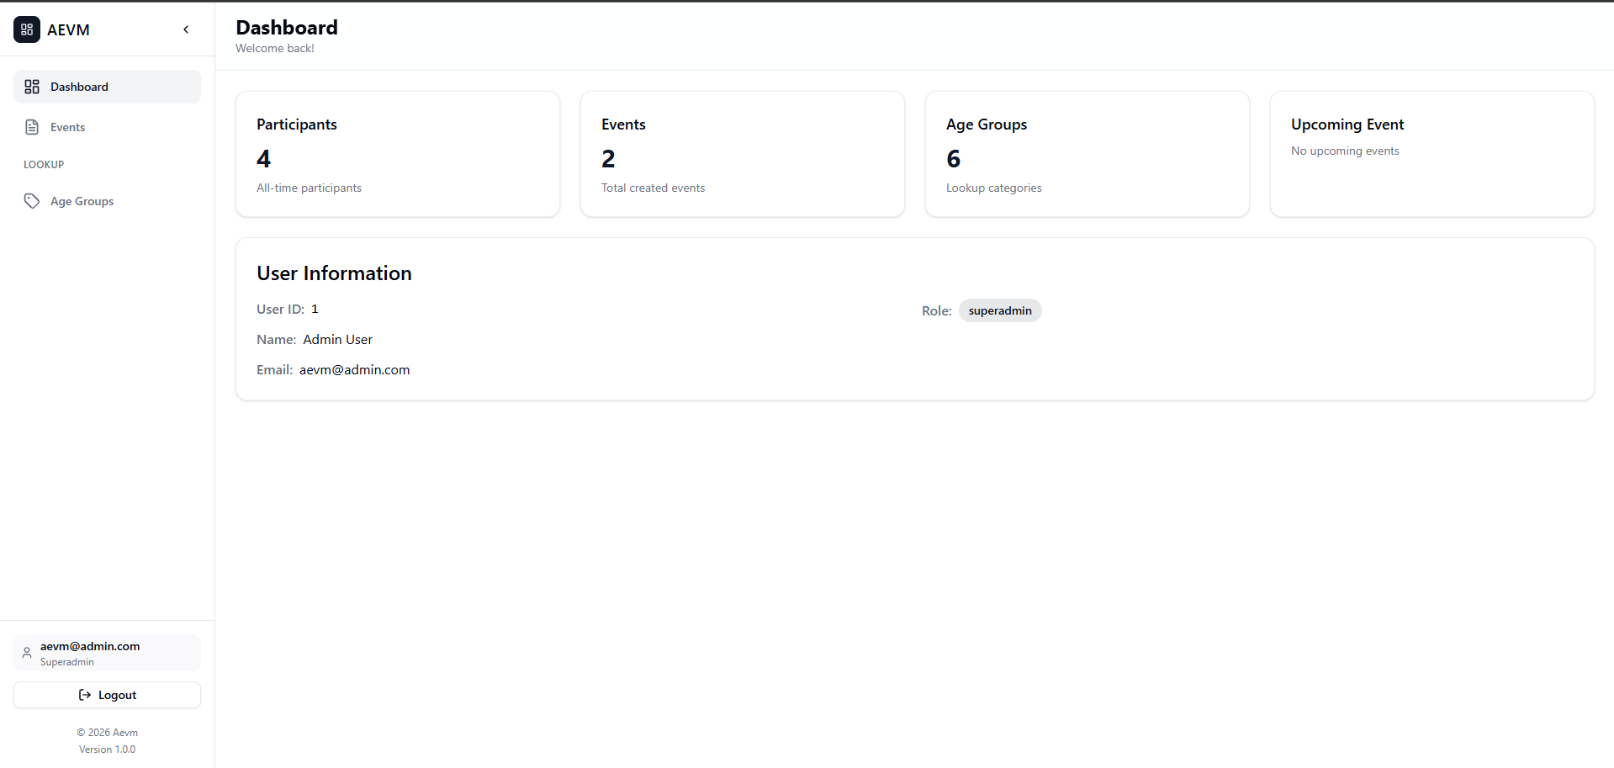 AEVM
Dashboard
Events
LOOKUP
Age Groups
aevm@admin.com
Superadmin
Logout
© 2026 Aevm
Version 1.0.0
Dashboard
Welcome back!
Participants
4
All-time participants
Events
2
Total created events
Age Groups
6
Lookup categories
Upcoming Event
No upcoming events
User Information
User ID: 1
Name: Admin User
Email: aevm@admin.com
Role: superadmin